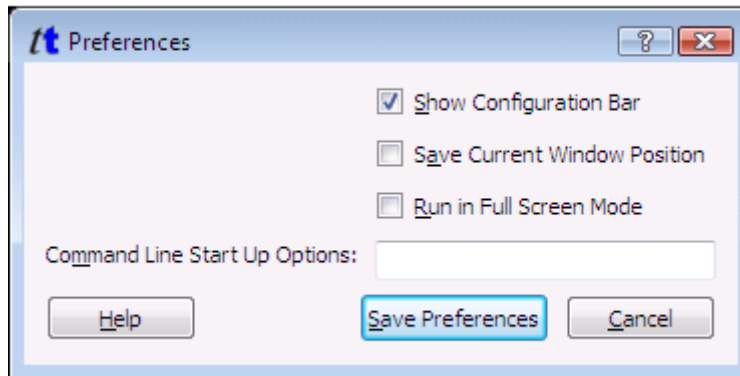 tt Preferences ?
Show Configuration Bar
Save Current Window Position
Run in Full Screen Mode
Command Line Start Up Options:
Help Save Preferences Cancel